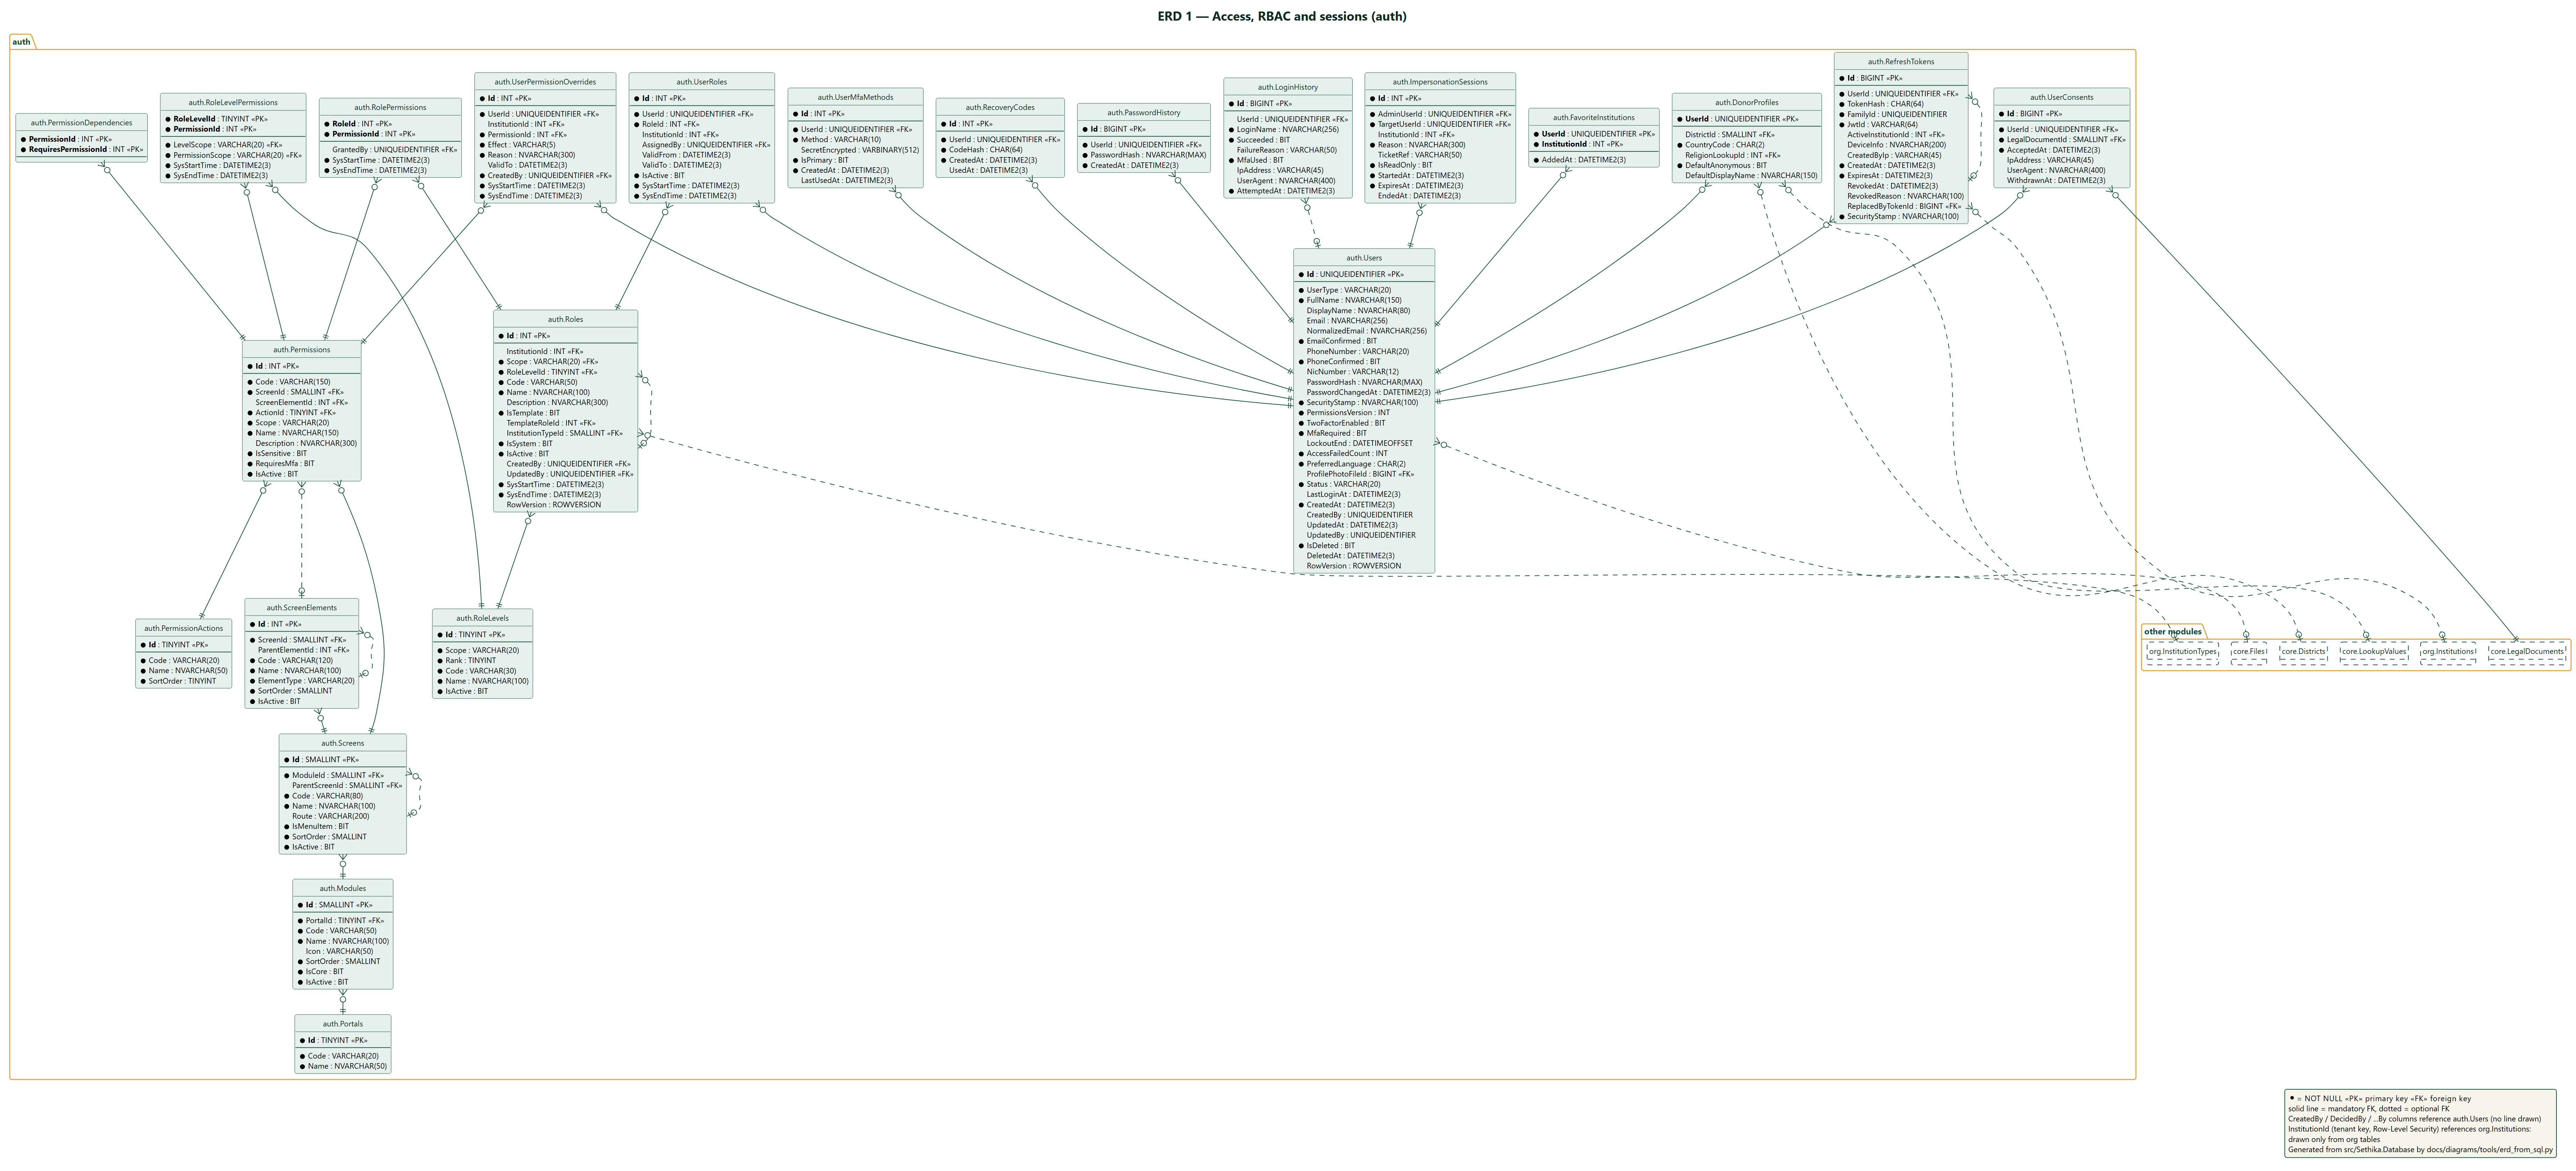 ERD 1 — Access, RBAC and sessions (auth)
auth
auth.PermissionDependencies
● PermissionId : INT «PK»
● RequiresPermissionId : INT «PK»
auth.RoleLevelPermissions
● RoleLevelId : TINYINT «PK»
● PermissionId : INT «PK»
● LevelScope : VARCHAR(20) «FK»
● PermissionScope : VARCHAR(20) «FK»
● SysStartTime : DATETIME2(3)
● SysEndTime : DATETIME2(3)
auth.RolePermissions
● RoleId : INT «PK»
● PermissionId : INT «PK»
GrantedBy : UNIQUEIDENTIFIER «FK»
● SysStartTime : DATETIME2(3)
● SysEndTime : DATETIME2(3)
auth.UserPermissionOverrides
● Id : INT «PK»
● UserId : UNIQUEIDENTIFIER «FK»
InstitutionId : INT «FK»
● PermissionId : INT «FK»
● Effect : VARCHAR(5)
● Reason : NVARCHAR(300)
ValidTo : DATETIME2(3)
● CreatedBy : UNIQUEIDENTIFIER «FK»
● SysStartTime : DATETIME2(3)
● SysEndTime : DATETIME2(3)
auth.UserRoles
● Id : INT «PK»
● UserId : UNIQUEIDENTIFIER «FK»
● RoleId : INT «FK»
InstitutionId : INT «FK»
AssignedBy : UNIQUEIDENTIFIER «FK»
ValidFrom : DATETIME2(3)
ValidTo : DATETIME2(3)
● IsActive : BIT
● SysStartTime : DATETIME2(3)
● SysEndTime : DATETIME2(3)
auth.UserMfaMethods
● Id : INT «PK»
● UserId : UNIQUEIDENTIFIER «FK»
● Method : VARCHAR(10)
SecretEncrypted : VARBINARY(512)
● IsPrimary : BIT
● CreatedAt : DATETIME2(3)
LastUsedAt : DATETIME2(3)
auth.RecoveryCodes
● Id : INT «PK»
● UserId : UNIQUEIDENTIFIER «FK»
● CodeHash : CHAR(64)
● CreatedAt : DATETIME2(3)
UsedAt : DATETIME2(3)
auth.PasswordHistory
● Id : BIGINT «PK»
● UserId : UNIQUEIDENTIFIER «FK»
● PasswordHash : NVARCHAR(MAX)
● CreatedAt : DATETIME2(3)
auth.LoginHistory
● Id : BIGINT «PK»
UserId : UNIQUEIDENTIFIER «FK»
● LoginName : NVARCHAR(256)
● Succeeded : BIT
FailureReason : VARCHAR(50)
● MfaUsed : BIT
IpAddress : VARCHAR(45)
UserAgent : NVARCHAR(400)
● AttemptedAt : DATETIME2(3)
auth.ImpersonationSessions
● Id : INT «PK»
● AdminUserId : UNIQUEIDENTIFIER «FK»
● TargetUserId : UNIQUEIDENTIFIER «FK»
InstitutionId : INT «FK»
● Reason : NVARCHAR(300)
TicketRef : VARCHAR(50)
● IsReadOnly : BIT
● StartedAt : DATETIME2(3)
● ExpiresAt : DATETIME2(3)
EndedAt : DATETIME2(3)
auth.FavoriteInstitutions
● UserId : UNIQUEIDENTIFIER «PK»
● InstitutionId : INT «PK»
● AddedAt : DATETIME2(3)
auth.DonorProfiles
● UserId : UNIQUEIDENTIFIER «PK»
DistrictId : SMALLINT «FK»
● CountryCode : CHAR(2)
ReligionLookupId : INT «FK»
● DefaultAnonymous : BIT
DefaultDisplayName : NVARCHAR(150)
auth.RefreshTokens
● Id : BIGINT «PK»
● UserId : UNIQUEIDENTIFIER «FK»
● TokenHash : CHAR(64)
● FamilyId : UNIQUEIDENTIFIER
● JwtId : VARCHAR(64)
ActiveInstitutionId : INT «FK»
DeviceInfo : NVARCHAR(200)
CreatedByIp : VARCHAR(45)
● CreatedAt : DATETIME2(3)
● ExpiresAt : DATETIME2(3)
RevokedAt : DATETIME2(3)
RevokedReason : NVARCHAR(100)
ReplacedByTokenId : BIGINT «FK»
● SecurityStamp : NVARCHAR(100)
auth.UserConsents
● Id : BIGINT «PK»
● UserId : UNIQUEIDENTIFIER «FK»
● LegalDocumentId : SMALLINT «FK»
● AcceptedAt : DATETIME2(3)
IpAddress : VARCHAR(45)
UserAgent : NVARCHAR(400)
WithdrawnAt : DATETIME2(3)
auth.Users
● Id : UNIQUEIDENTIFIER «PK»
● UserType : VARCHAR(20)
● FullName : NVARCHAR(150)
DisplayName : NVARCHAR(80)
Email : NVARCHAR(256)
NormalizedEmail : NVARCHAR(256)
● EmailConfirmed : BIT
PhoneNumber : VARCHAR(20)
● PhoneConfirmed : BIT
NicNumber : VARCHAR(12)
PasswordHash : NVARCHAR(MAX)
PasswordChangedAt : DATETIME2(3)
● SecurityStamp : NVARCHAR(100)
● PermissionsVersion : INT
● TwoFactorEnabled : BIT
● MfaRequired : BIT
LockoutEnd : DATETIMEOFFSET
● AccessFailedCount : INT
● PreferredLanguage : CHAR(2)
ProfilePhotoFileId : BIGINT «FK»
● Status : VARCHAR(20)
LastLoginAt : DATETIME2(3)
● CreatedAt : DATETIME2(3)
CreatedBy : UNIQUEIDENTIFIER
UpdatedAt : DATETIME2(3)
UpdatedBy : UNIQUEIDENTIFIER
● IsDeleted : BIT
DeletedAt : DATETIME2(3)
RowVersion : ROWVERSION
auth.Roles
● Id : INT «PK»
InstitutionId : INT «FK»
● Scope : VARCHAR(20) «FK»
● RoleLevelId : TINYINT «FK»
● Code : VARCHAR(50)
● Name : NVARCHAR(100)
Description : NVARCHAR(300)
● IsTemplate : BIT
TemplateRoleId : INT «FK»
InstitutionTypeId : SMALLINT «FK»
● IsSystem : BIT
● IsActive : BIT
CreatedBy : UNIQUEIDENTIFIER «FK»
UpdatedBy : UNIQUEIDENTIFIER «FK»
● SysStartTime : DATETIME2(3)
● SysEndTime : DATETIME2(3)
RowVersion : ROWVERSION
auth.Permissions
● Id : INT «PK»
● Code : VARCHAR(150)
● ScreenId : SMALLINT «FK»
ScreenElementId : INT «FK»
● ActionId : TINYINT «FK»
● Scope : VARCHAR(20)
● Name : NVARCHAR(150)
Description : NVARCHAR(300)
● IsSensitive : BIT
● RequiresMfa : BIT
● IsActive : BIT
auth.PermissionActions
● Id : TINYINT «PK»
● Code : VARCHAR(20)
● Name : NVARCHAR(50)
● SortOrder : TINYINT
auth.ScreenElements
● Id : INT «PK»
● ScreenId : SMALLINT «FK»
ParentElementId : INT «FK»
● Code : VARCHAR(120)
● Name : NVARCHAR(100)
● ElementType : VARCHAR(20)
● SortOrder : SMALLINT
● IsActive : BIT
auth.RoleLevels
● Id : TINYINT «PK»
● Scope : VARCHAR(20)
● Rank : TINYINT
● Code : VARCHAR(30)
● Name : NVARCHAR(100)
● IsActive : BIT
other modules
org.InstitutionTypes
core.Files
core.Districts
core.LookupValues
org.Institutions
core.LegalDocuments
auth.Screens
● Id : SMALLINT «PK»
● ModuleId : SMALLINT «FK»
ParentScreenId : SMALLINT «FK»
● Code : VARCHAR(80)
● Name : NVARCHAR(100)
Route : VARCHAR(200)
● IsMenuItem : BIT
● SortOrder : SMALLINT
● IsActive : BIT
auth.Modules
● Id : SMALLINT «PK»
● PortalId : TINYINT «FK»
● Code : VARCHAR(50)
● Name : NVARCHAR(100)
Icon : VARCHAR(50)
● SortOrder : SMALLINT
● IsCore : BIT
● IsActive : BIT
auth.Portals
● Id : TINYINT «PK»
● Code : VARCHAR(20)
● Name : NVARCHAR(50)
● = NOT NULL «PK» primary key «FK» foreign key
solid line = mandatory FK, dotted = optional FK
CreatedBy / DecidedBy / ...By columns reference auth.Users (no line drawn)
InstitutionId (tenant key, Row-Level Security) references org.Institutions:
drawn only from org tables
Generated from src/Sethika.Database by docs/diagrams/tools/erd_from_sql.py